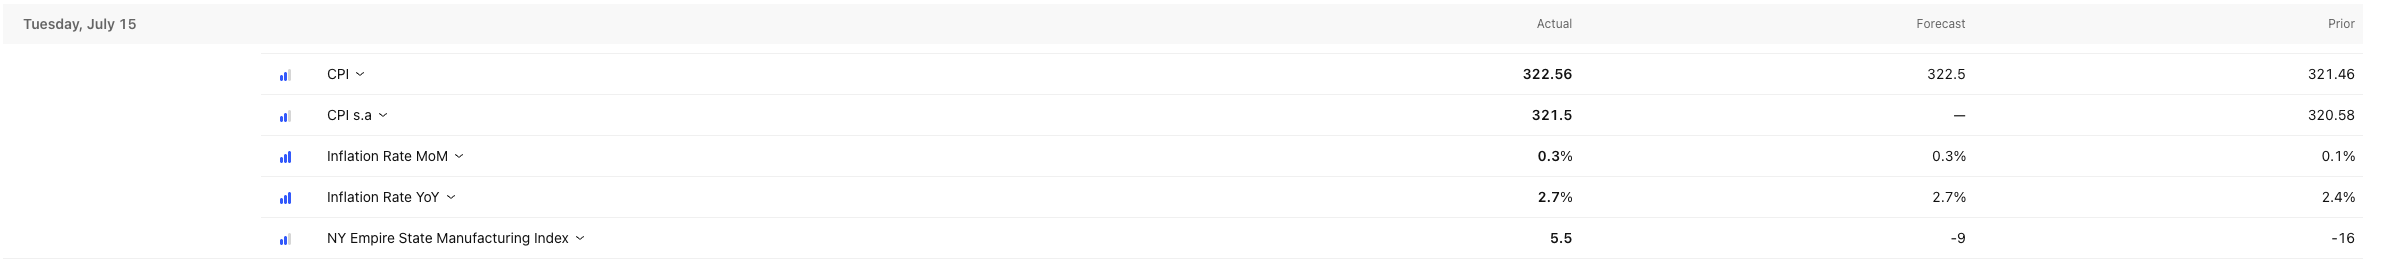 Tuesday, July 15 Actual Forecast Prior
CPI 322.56 322.5 321.46
CPI s.a 321.5 — 320.58
Inflation Rate MoM 0.3% 0.3% 0.1%
Inflation Rate YoY 2.7% 2.7% 2.4%
NY Empire State Manufacturing Index 5.5 -9 -16